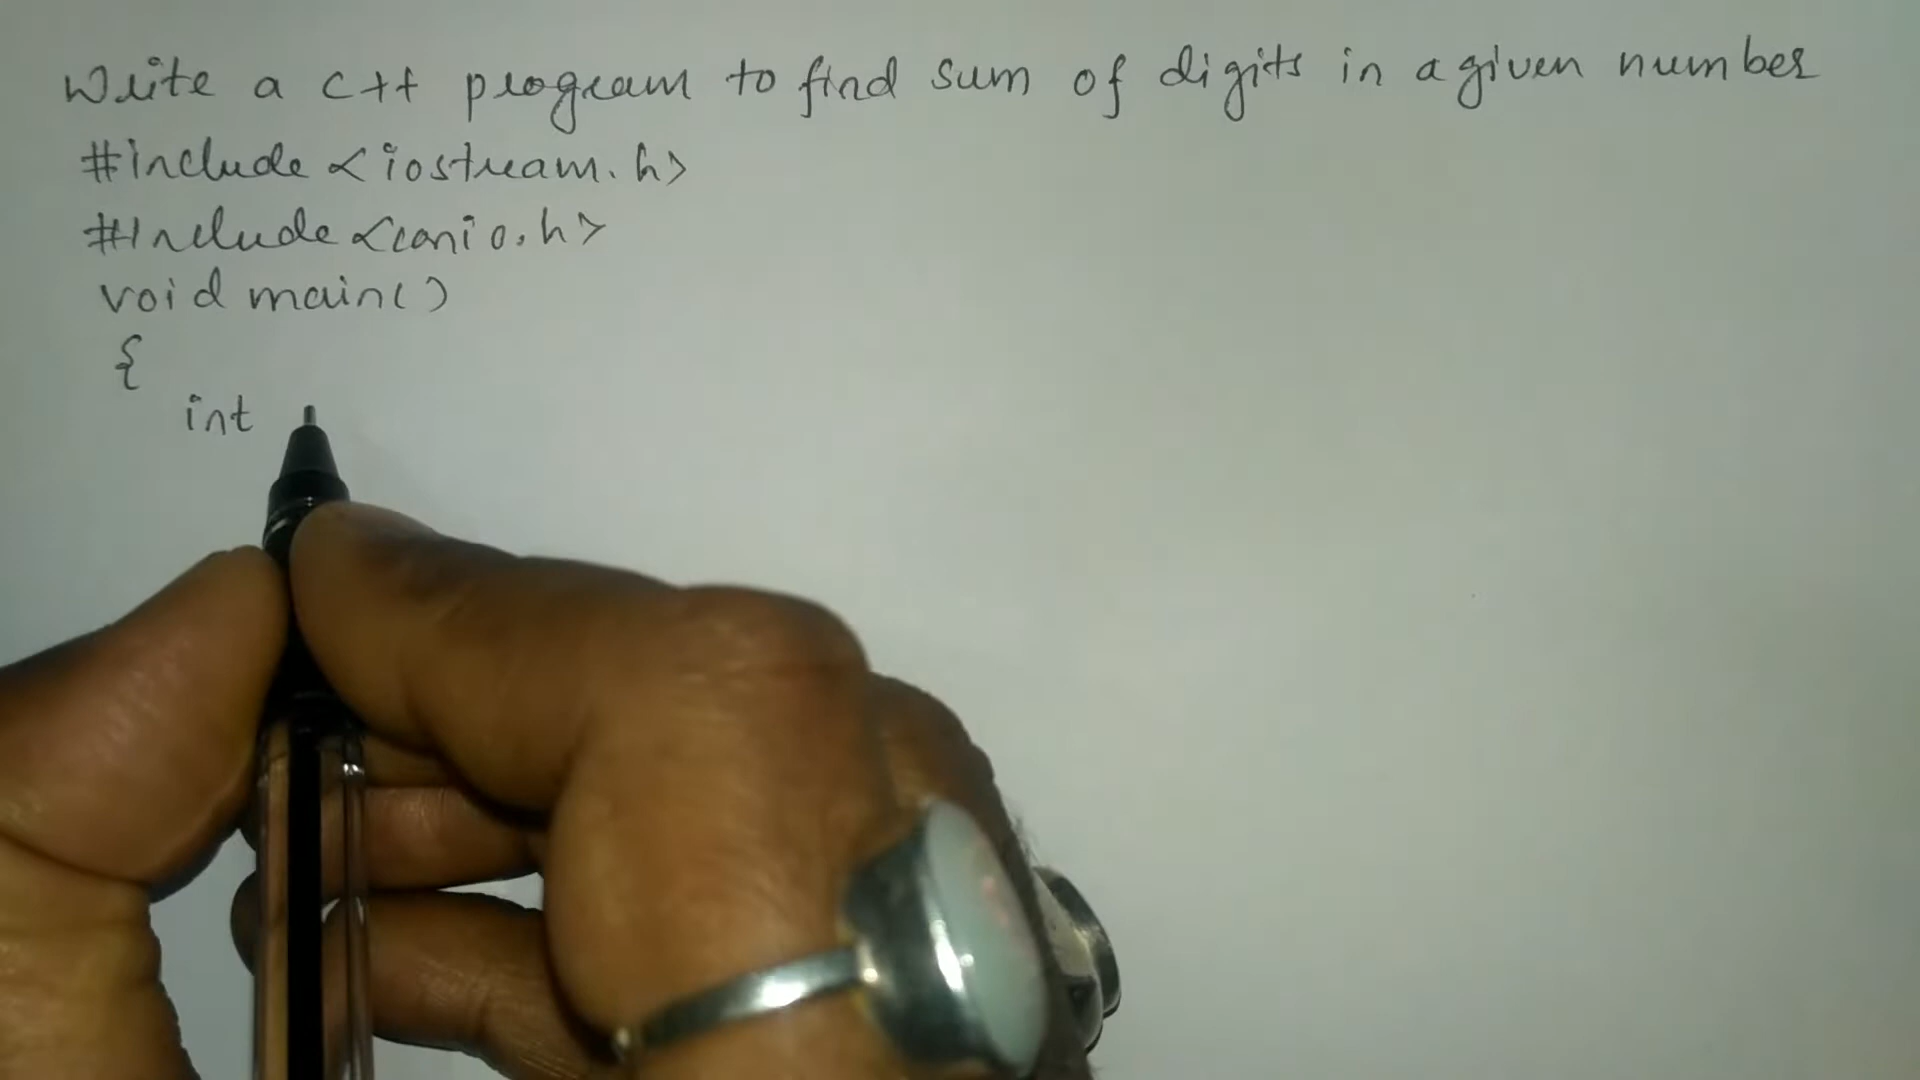 Write a c++ program to find sum of digits in a given number
#include <iostream.h>
#Include <conio.h>
void main()
{
int